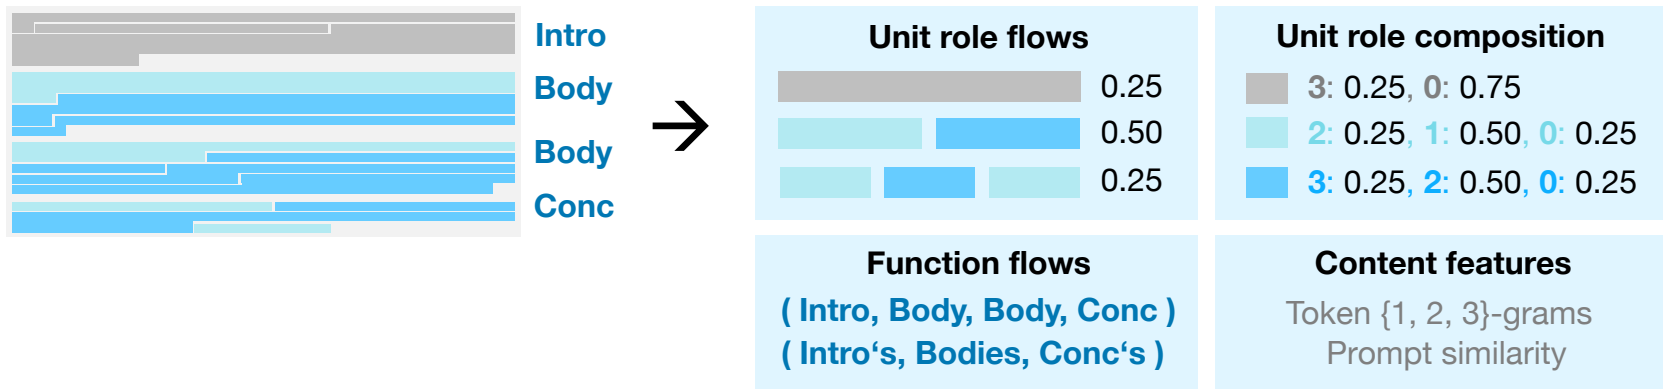 Intro
Body
Body
Conc
→
Unit role flows
0.25
0.50
0.25
Unit role composition
3: 0.25, 0: 0.75
2: 0.25, 1: 0.50, 0: 0.25
3: 0.25, 2: 0.50, 0: 0.25
Function flows
( Intro, Body, Body, Conc )
( Intro‘s, Bodies, Conc‘s )
Content features
Token {1, 2, 3}-grams
Prompt similarity